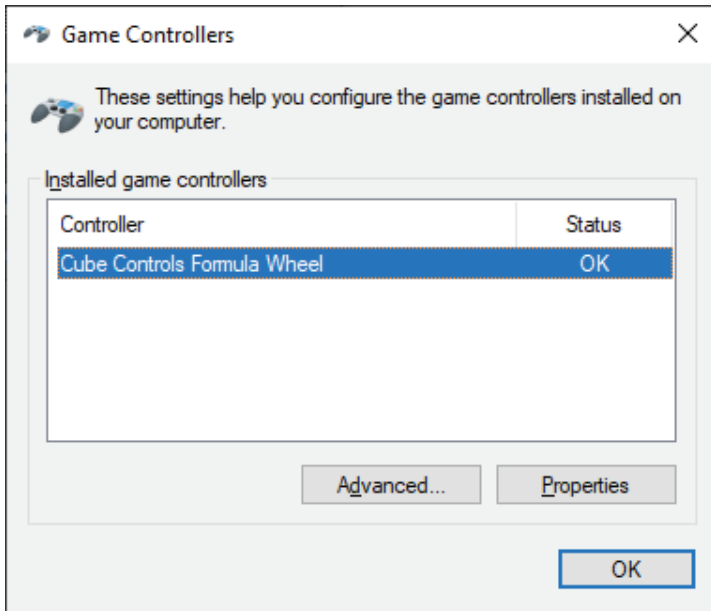 Game Controllers
These settings help you configure the game controllers installed on
your computer.
Installed game controllers
Controller Status
Cube Controls Formula Wheel OK
Advanced... Properties
OK